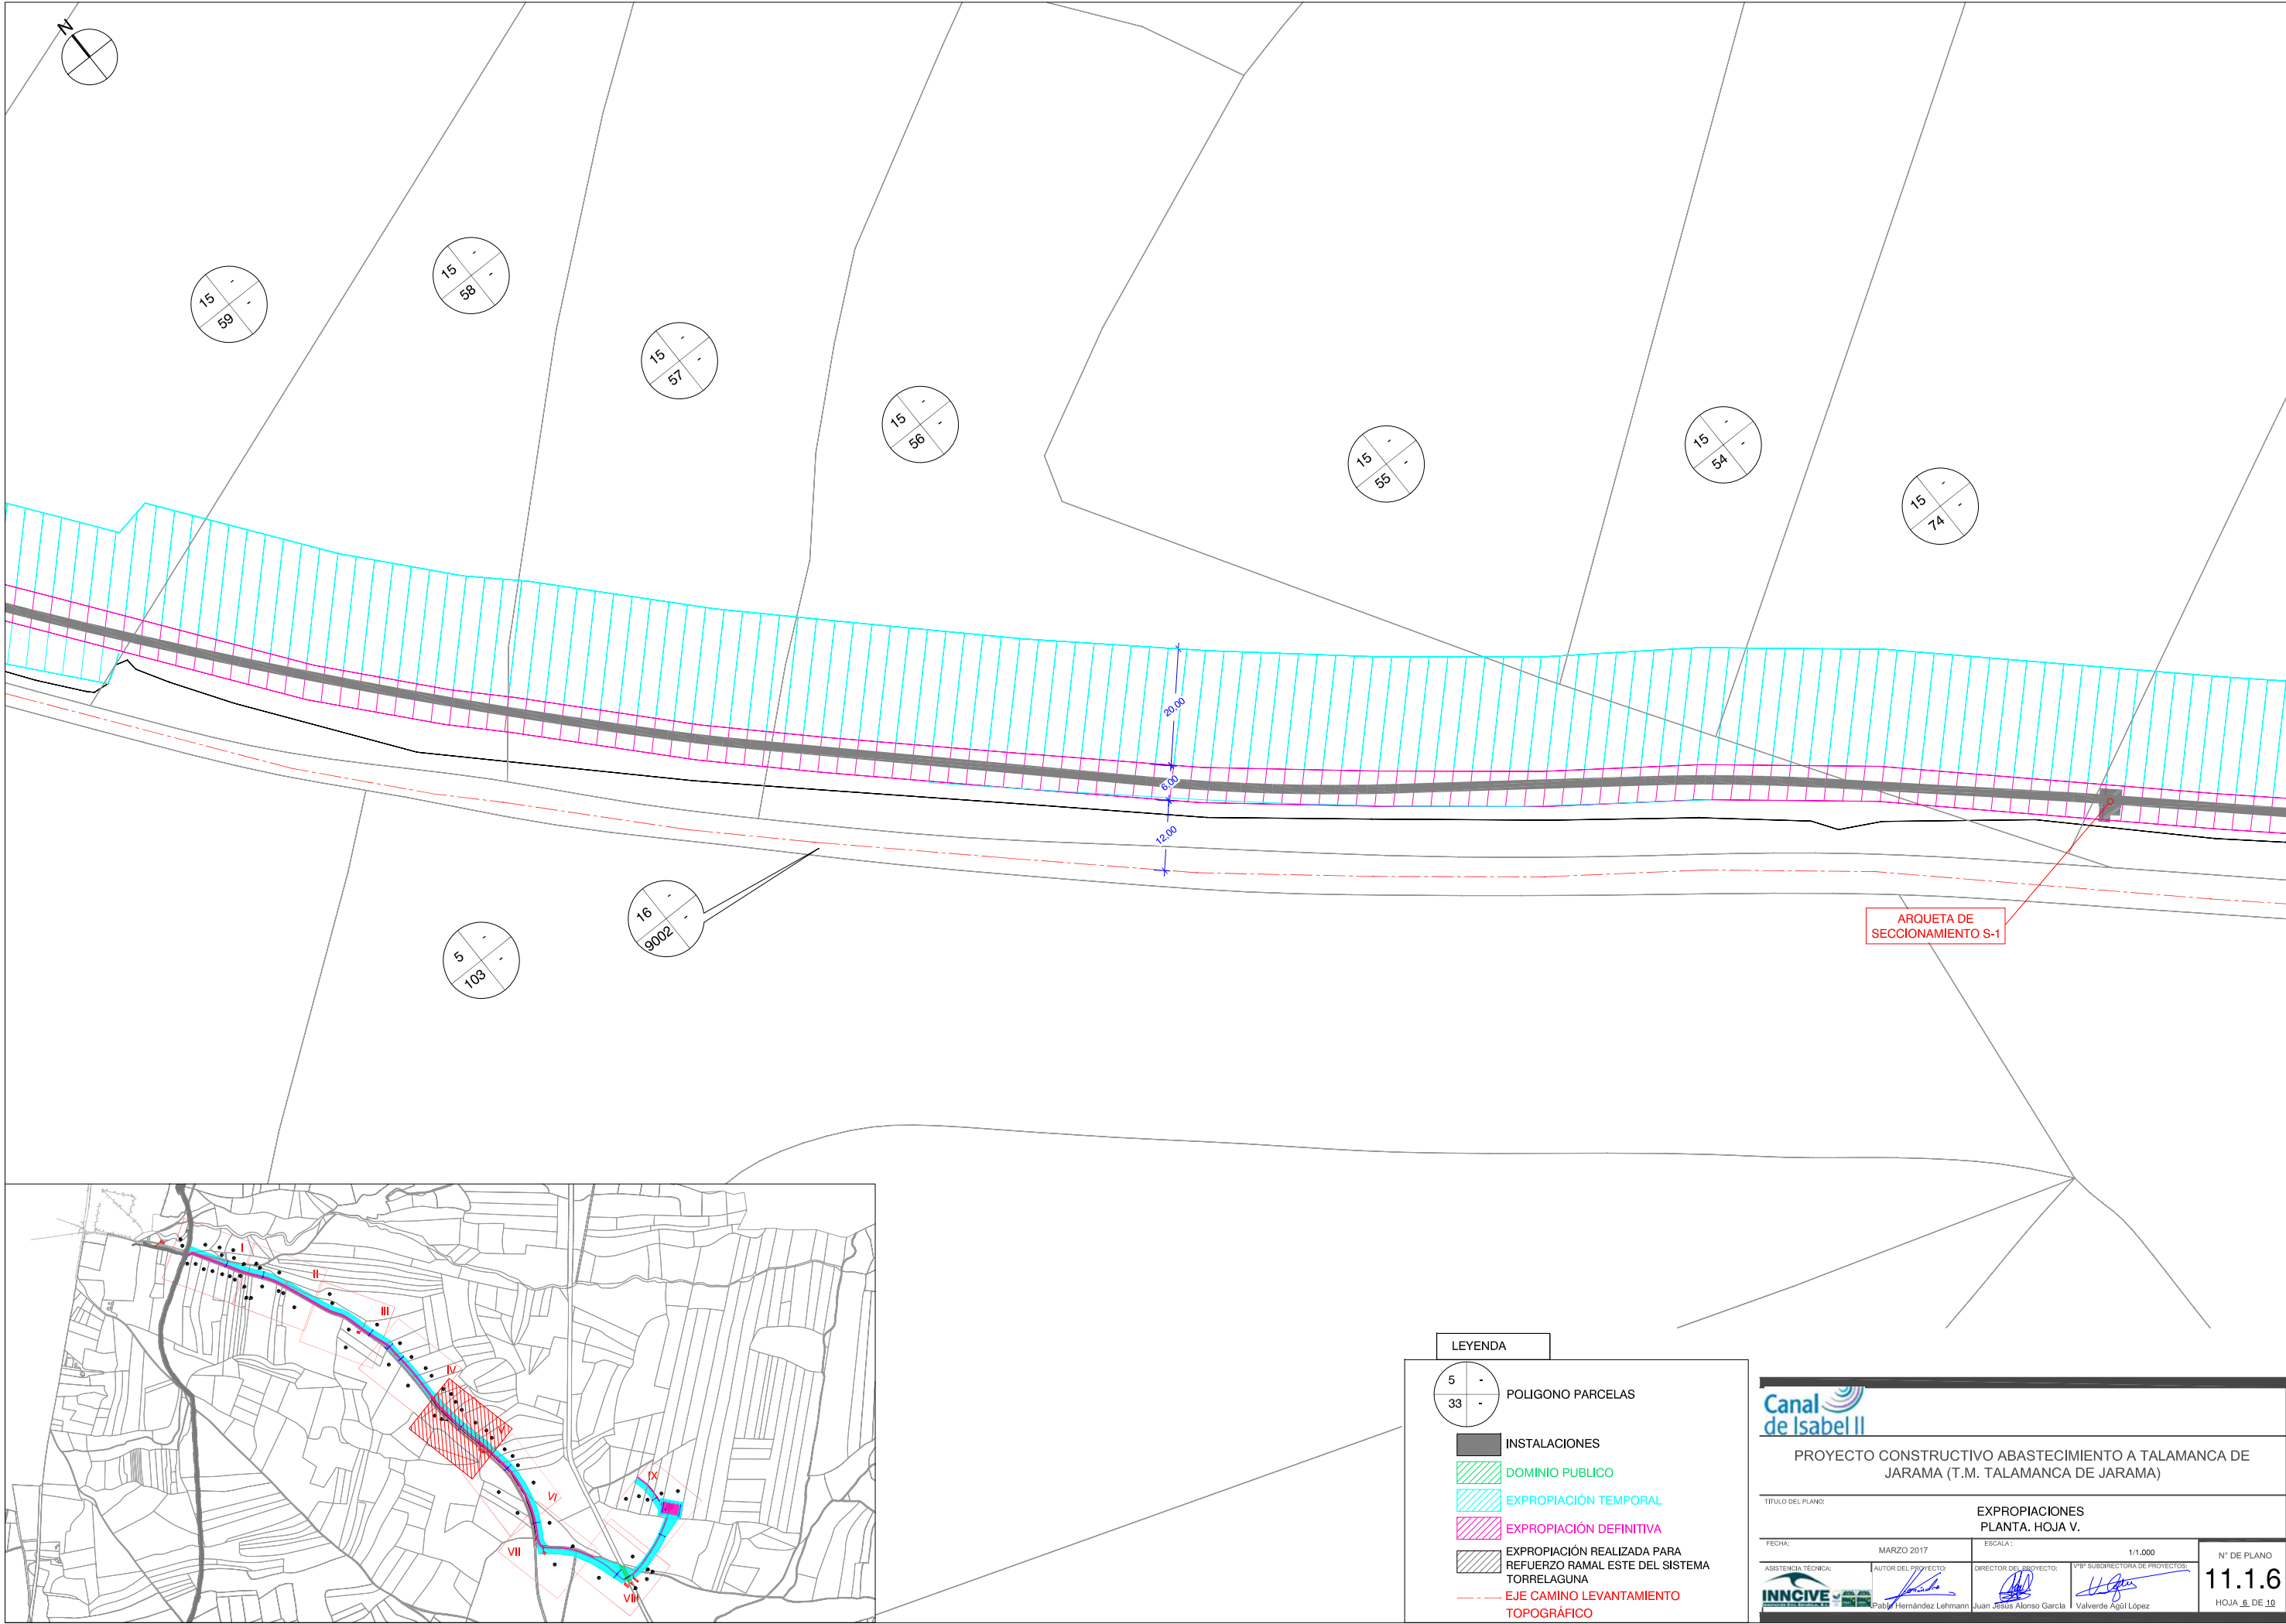 N
15 - -
59
15 - -
58
15 - -
57
15 - -
56
15 - -
55
15 - -
54
15 - -
74
20,00
6,00
12,00
16 - -
9002
5 - -
103
ARQUETA DE
SECCIONAMIENTO S-1
I
II
III
IV
V
VI
VII
VIII
IX
LEYENDA
5 -
33 -
POLIGONO PARCELAS
INSTALACIONES
DOMINIO PUBLICO
EXPROPIACIÓN TEMPORAL
EXPROPIACIÓN DEFINITIVA
EXPROPIACIÓN REALIZADA PARA
REFUERZO RAMAL ESTE DEL SISTEMA
TORRELAGUNA
EJE CAMINO LEVANTAMIENTO
TOPOGRÁFICO
Canal
de Isabel II
PROYECTO CONSTRUCTIVO ABASTECIMIENTO A TALAMANCA DE
JARAMA (T.M. TALAMANCA DE JARAMA)
TÍTULO DEL PLANO:
EXPROPIACIONES
PLANTA. HOJA V.
FECHA:
MARZO 2017
ESCALA :
1/1.000
Nº DE PLANO
11.1.6
HOJA 6 DE 10
ASISTENCIA TÉCNICA:
INNCIVE
AUTOR DEL PROYECTO:
Pablo Hernández Lehmann
DIRECTOR DEL PROYECTO:
Juan Jesús Alonso García
VºBº SUBDIRECTORA DE PROYECTOS:
Valverde Agüi López